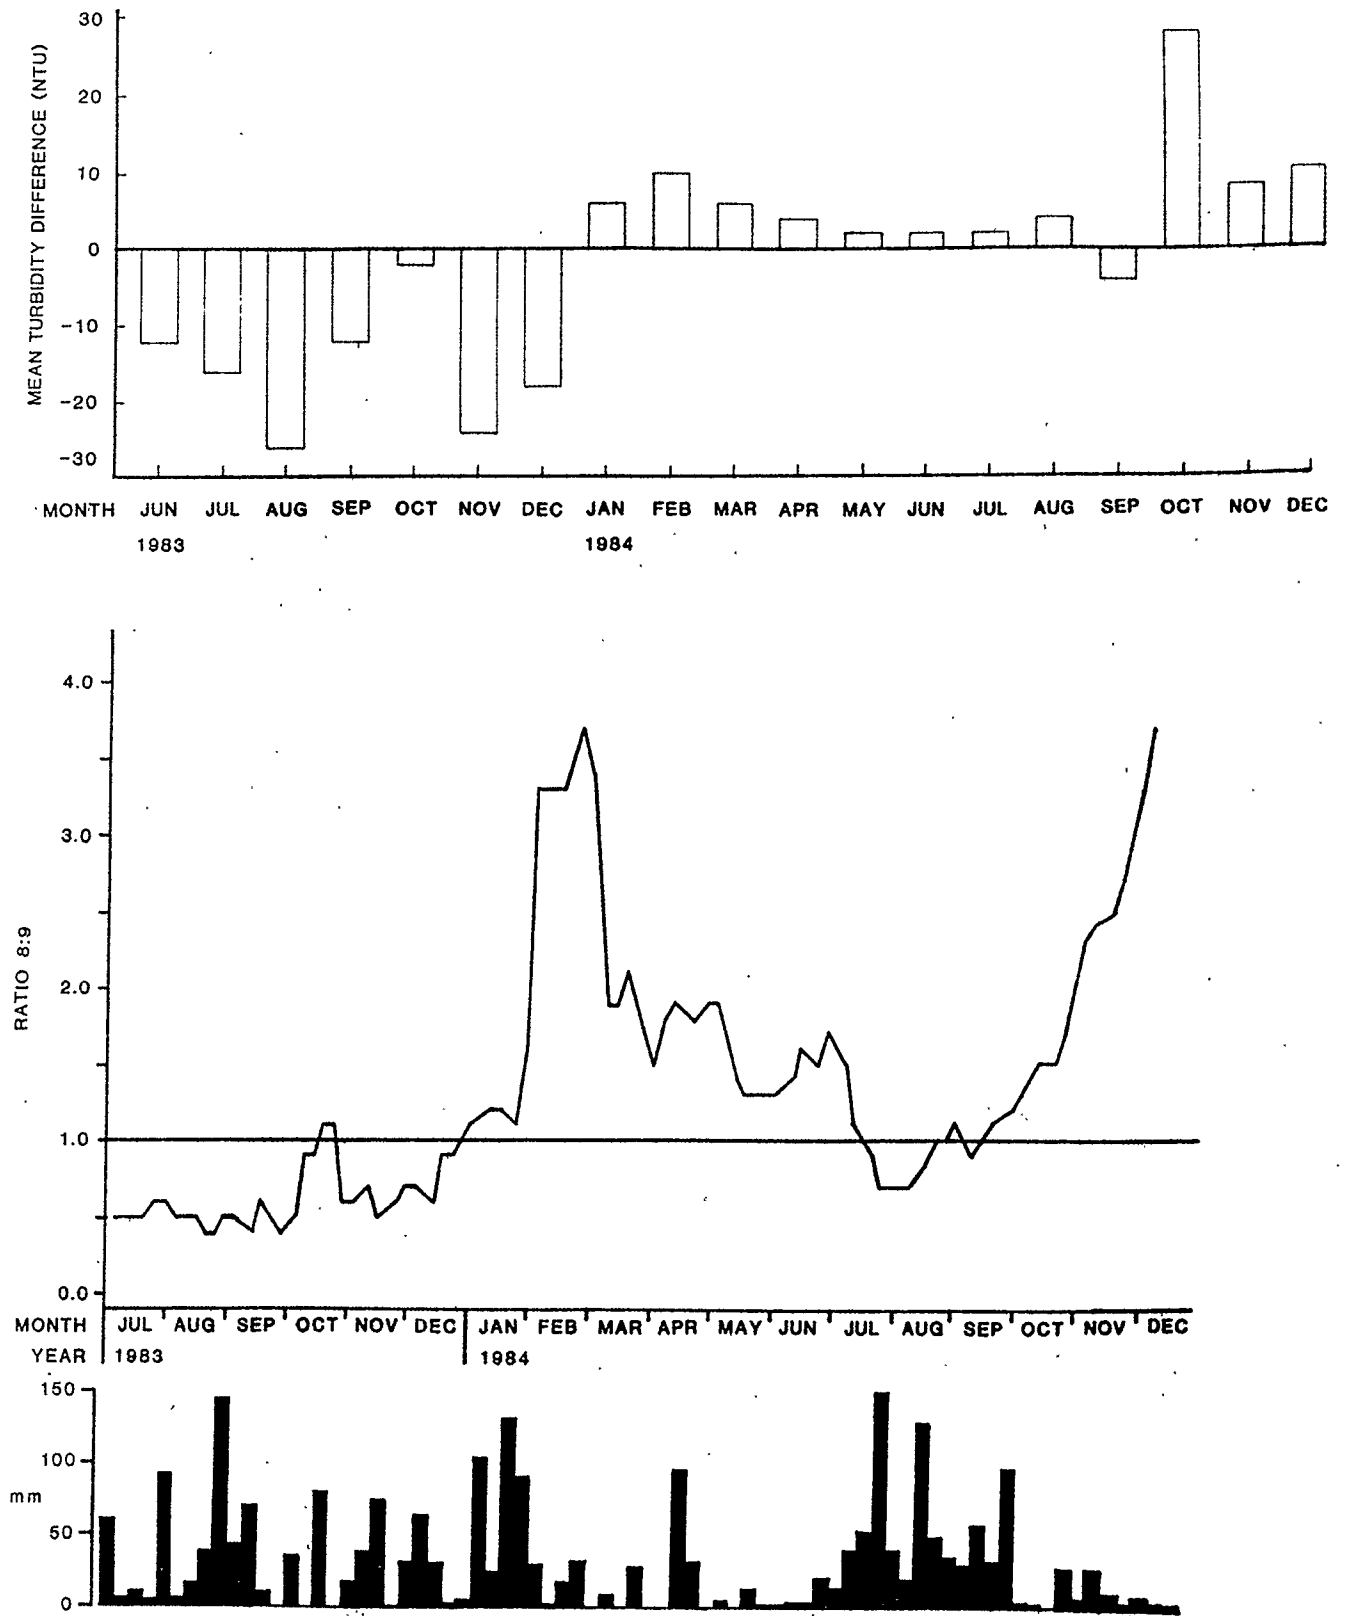 MEAN TURBIDITY DIFFERENCE (NTU)
30
20
10
0
-10
-20
-30
MONTH JUN JUL AUG SEP OCT NOV DEC JAN FEB MAR APR MAY JUN JUL AUG SEP OCT NOV DEC
1983 1984
RATIO 8:9
4.0
3.0
2.0
1.0
0.0
MONTH JUL AUG SEP OCT NOV DEC JAN FEB MAR APR MAY JUN JUL AUG SEP OCT NOV DEC
YEAR 1983 1984
mm
150
100
50
0